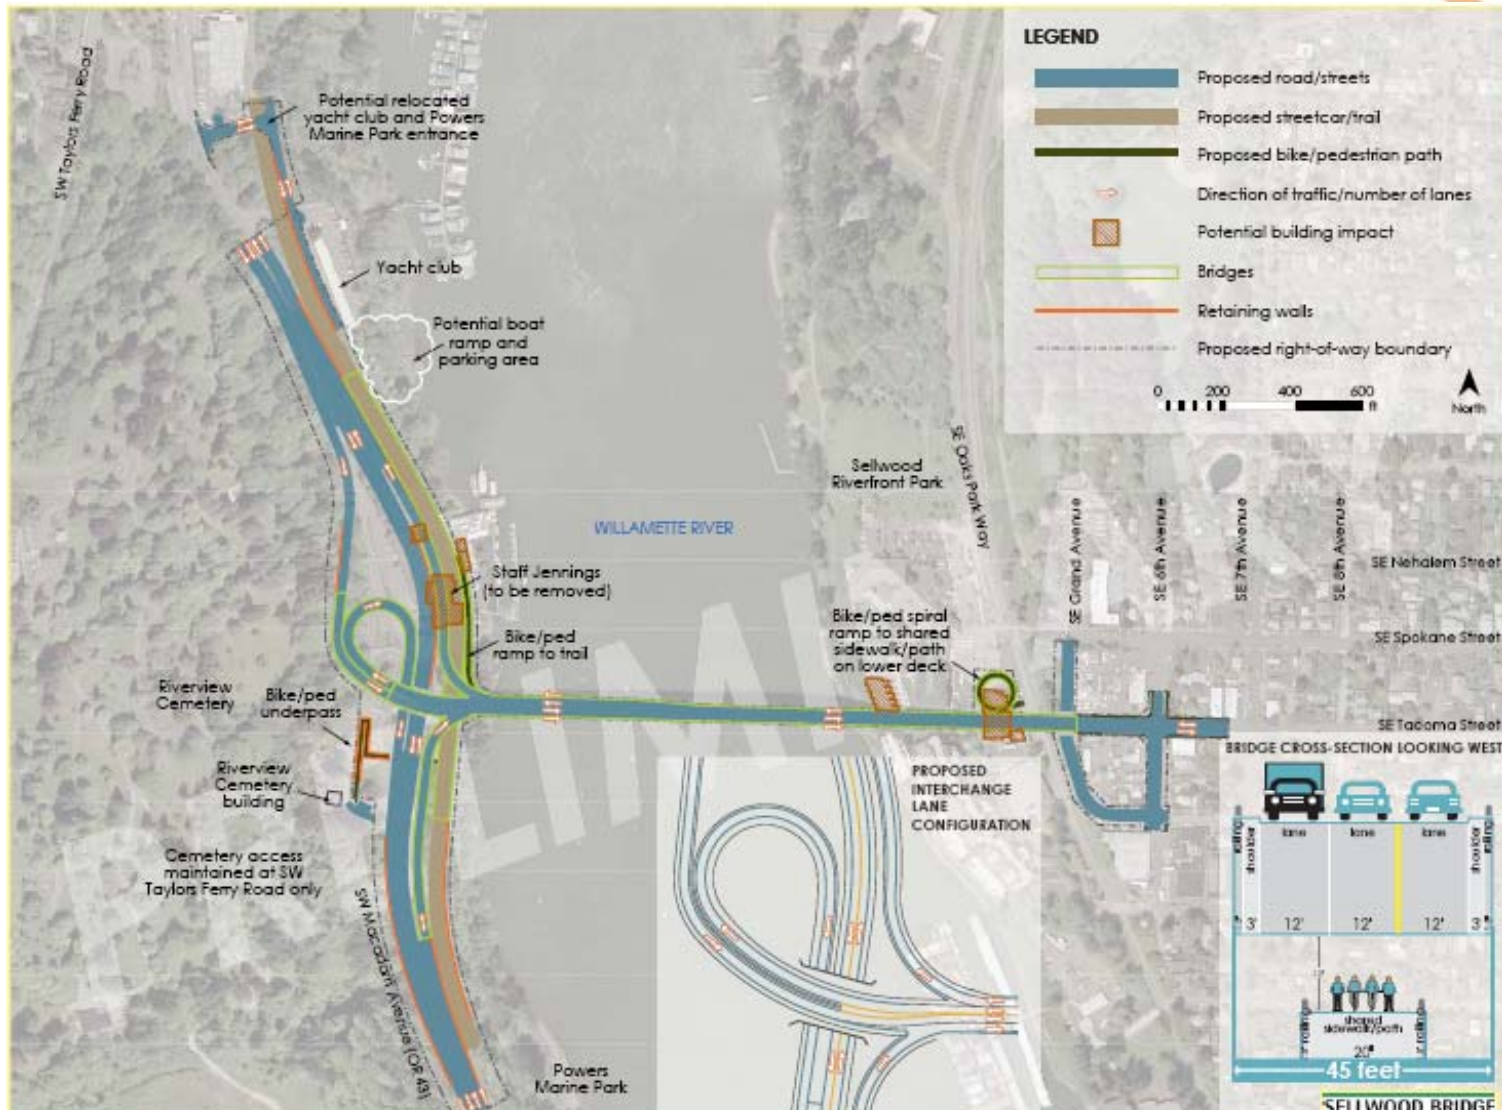 LEGEND
Proposed road/streets
Proposed streetcar/trail
Proposed bike/pedestrian path
Direction of traffic/number of lanes
Potential building impact
Bridges
Retaining walls
Proposed right-of-way boundary
0 200 400 600
ft
North
SW Taylors Ferry Road
Potential relocated
yacht club and Powers
Marine Park entrance
Yacht club
Potential boat
ramp and
parking area
Sellwood
Riverfront Park
SE Oaks Park Way
WILLAMETTE RIVER
SE Grand Avenue
SE 6th Avenue
SE 7th Avenue
SE 8th Avenue
SE Nehalem Street
SE Spokane Street
SE Tacoma Street
Staff Jennings
(to be removed)
Bike/ped
ramp to trail
Bike/ped spiral
ramp to shared
sidewalk/path
on lower deck
Riverview
Cemetery
Bike/ped
underpass
Riverview
Cemetery
building
Cemetery access
maintained at SW
Taylors Ferry Road only
SW Macadam Avenue (OR 43)
Powers
Marine Park
PROPOSED
INTERCHANGE
LANE
CONFIGURATION
BRIDGE CROSS-SECTION LOOKING WEST
railing
shoulder
lane
lane
lane
shoulder
railing
3'
12'
12'
12'
3'
shared
sidewalk/path
railing
railing
20'
45 feet
SELLWOOD BRIDGE